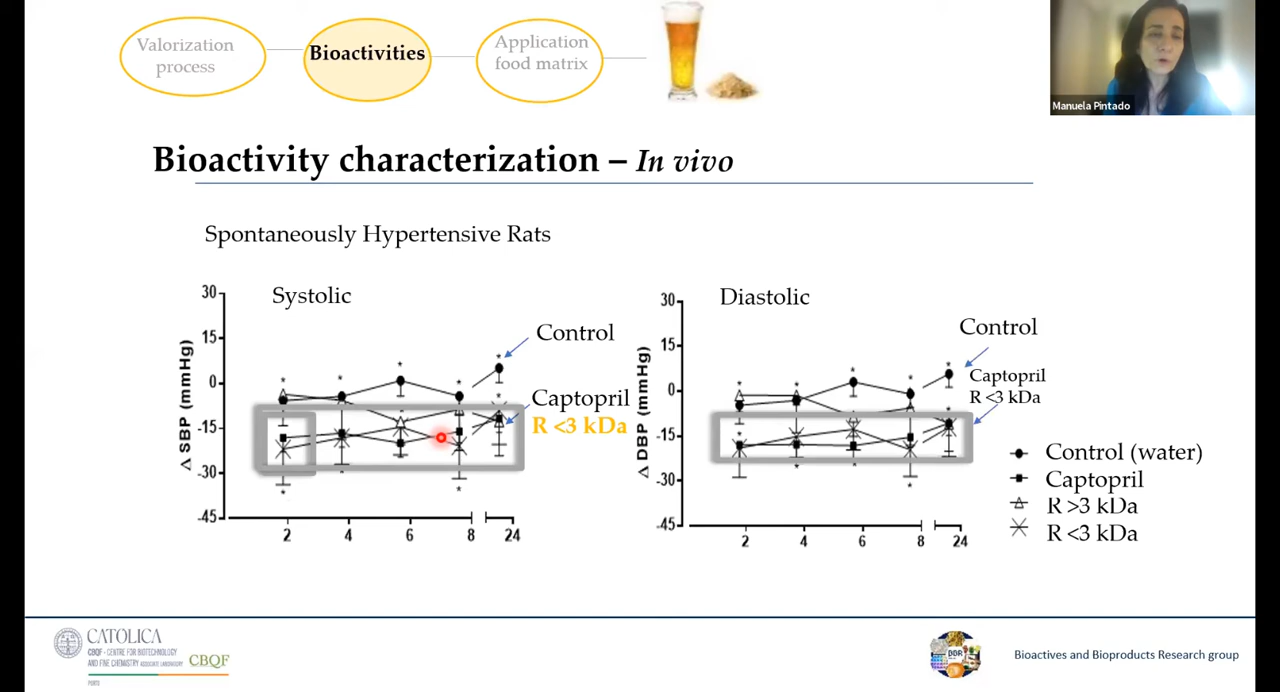 Valorization
process
Bioactivities
Application
food matrix
Manuela Pintado
Bioactivity characterization – In vivo
Spontaneously Hypertensive Rats
Systolic
Δ SBP (mmHg)
30
15
0
-15
-30
-45
2 4 6 8 24
Control
Captopril
R <3 kDa
Diastolic
Δ DBP (mmHg)
30
15
0
-15
-30
-45
2 4 6 8 24
Control
Captopril
R <3 kDa
Control (water)
Captopril
R >3 kDa
R <3 kDa
CATOLICA
CBQF - CENTRE FOR BIOTECHNOLOGY
AND FINE CHEMISTRY ASSOCIATE LABORATORY
PORTO
CBQF
Bioactives and Bioproducts Research group